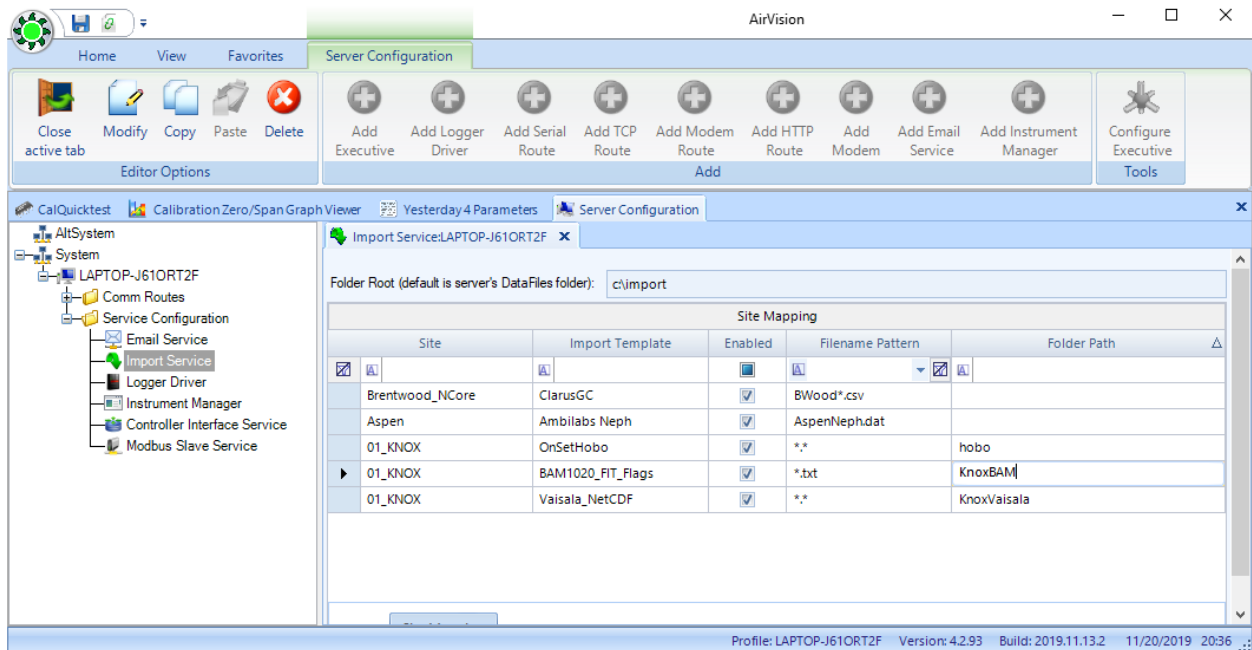 AirVision
Home View Favorites Server Configuration
Close active tab Modify Copy Paste Delete
Add Executive Add Logger Driver Add Serial Route Add TCP Route Add Modem Route Add HTTP Route Add Modem Add Email Service Add Instrument Manager
Configure Executive
Editor Options Add Tools
CalQuicktest Calibration Zero/Span Graph Viewer Yesterday 4 Parameters Server Configuration
AltSystem
System
LAPTOP-J61ORT2F
Comm Routes
Service Configuration
Email Service
Import Service
Logger Driver
Instrument Manager
Controller Interface Service
Modbus Slave Service
Import Service:LAPTOP-J61ORT2F
Folder Root (default is server's DataFiles folder): c\import
Site Mapping
Site Import Template Enabled Filename Pattern Folder Path
Brentwood_NCore ClarusGC BWood*.csv
Aspen Ambilabs Neph AspenNeph.dat
01_KNOX OnSetHobo *.* hobo
01_KNOX BAM1020_FIT_Flags *.txt KnoxBAM
01_KNOX Vaisala_NetCDF *.* KnoxVaisala
Profile: LAPTOP-J61ORT2F Version: 4.2.93 Build: 2019.11.13.2 11/20/2019 20:36